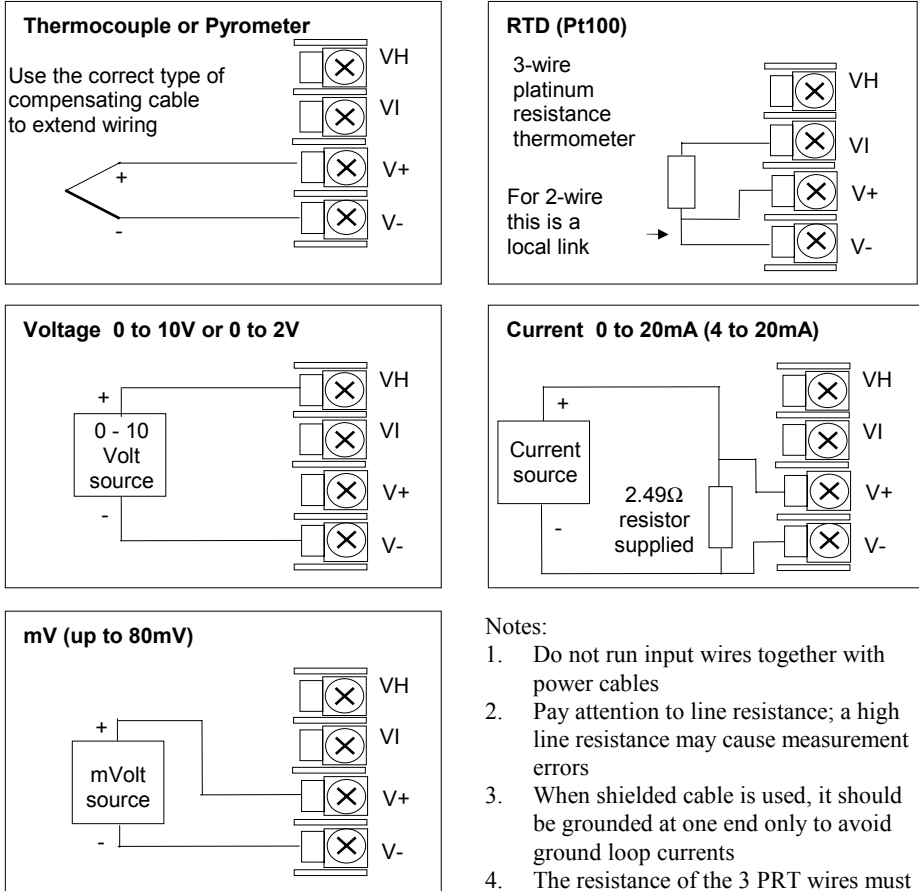 Thermocouple or Pyrometer
Use the correct type of
compensating cable
to extend wiring
+
-
VH
VI
V+
V-
RTD (Pt100)
3-wire
platinum
resistance
thermometer
For 2-wire
this is a
local link
VH
VI
V+
V-
Voltage 0 to 10V or 0 to 2V
+
0 - 10
Volt
source
-
VH
VI
V+
V-
Current 0 to 20mA (4 to 20mA)
+
Current
source
-
2.49Ω
resistor
supplied
VH
VI
V+
V-
mV (up to 80mV)
+
mVolt
source
-
VH
VI
V+
V-
Notes:
1. Do not run input wires together with
power cables
2. Pay attention to line resistance; a high
line resistance may cause measurement
errors
3. When shielded cable is used, it should
be grounded at one end only to avoid
ground loop currents
4. The resistance of the 3 PRT wires must